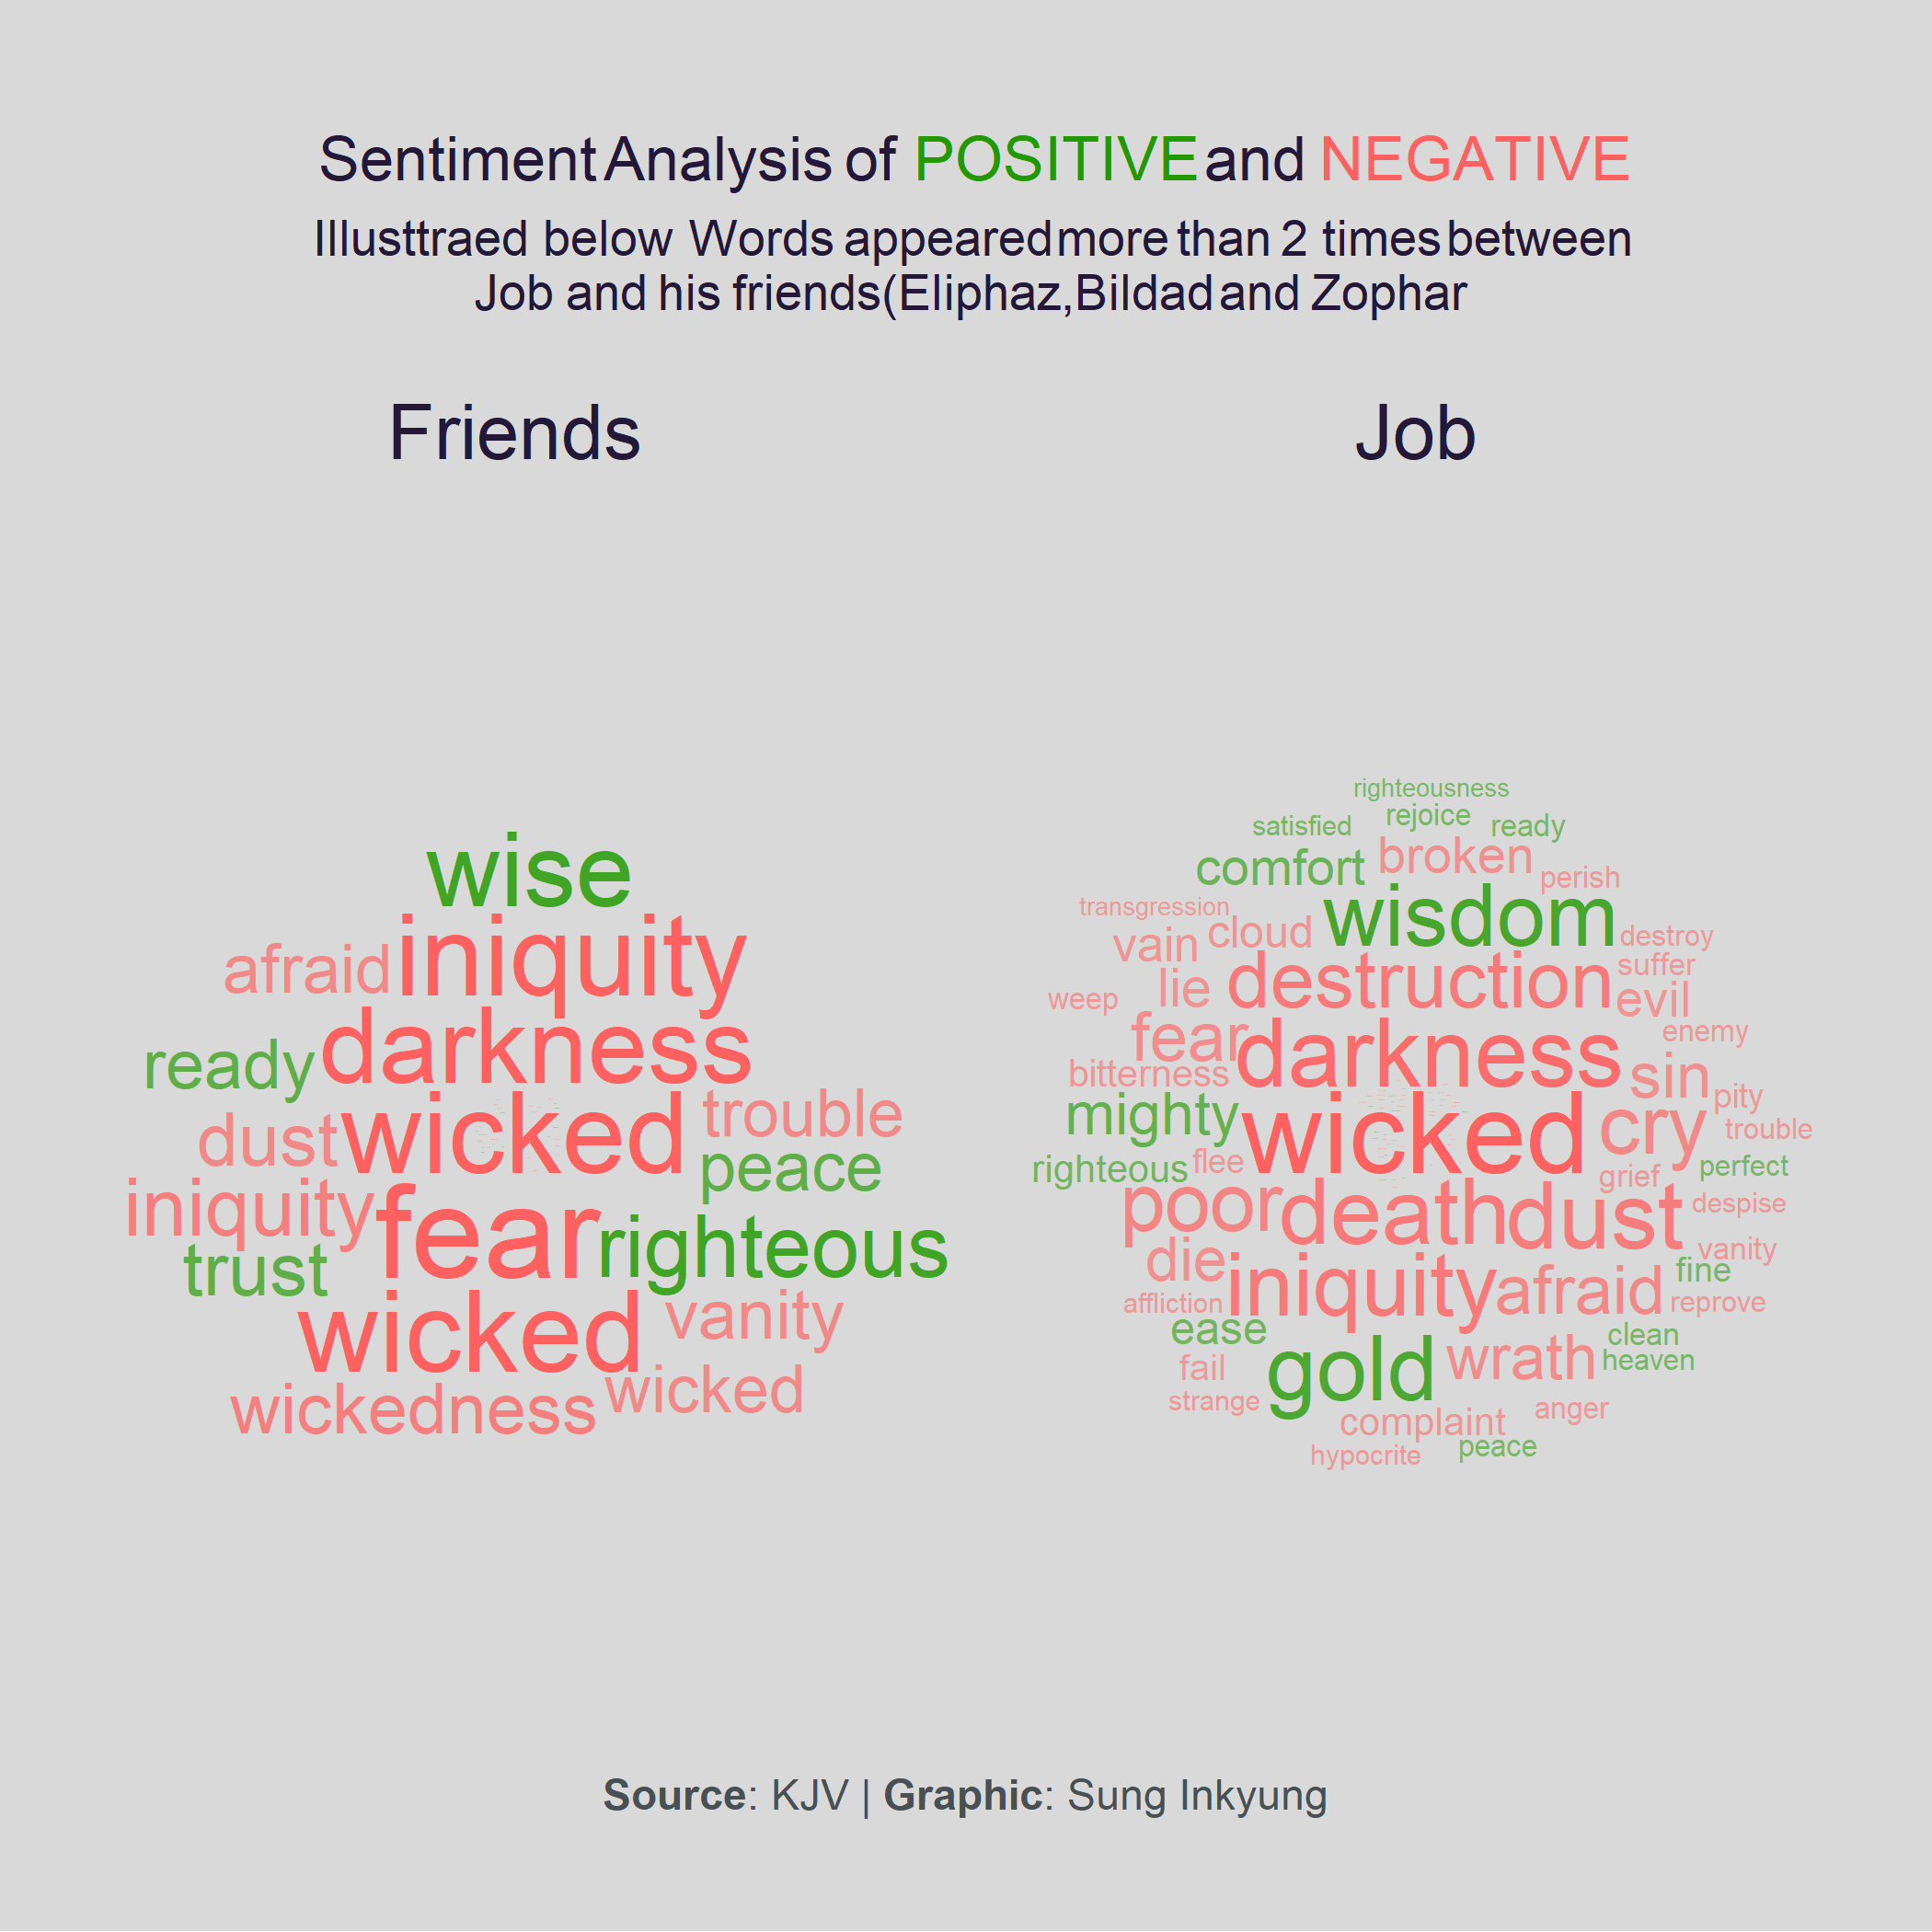 Sentiment Analysis of POSITIVE and NEGATIVE
Illusttraed below Words appeared more than 2 times between
Job and his friends(Eliphaz,Bildad and Zophar
Friends
Job
wise
afraid iniquity
ready darkness
dust wicked trouble
peace
iniquity fear righteous
trust
wicked vanity
wickedness wicked
righteousness
satisfied rejoice ready
comfort broken perish
transgression vain cloud wisdom destroy
weep lie destruction suffer
evil
fear darkness enemy
bitterness sin pity
mighty wicked cry trouble
righteous flee grief perfect
poor death dust despise
die vanity
fine
affliction iniquity afraid reprove
ease clean
fail gold wrath heaven
strange complaint anger
hypocrite peace
Source: KJV | Graphic: Sung Inkyung